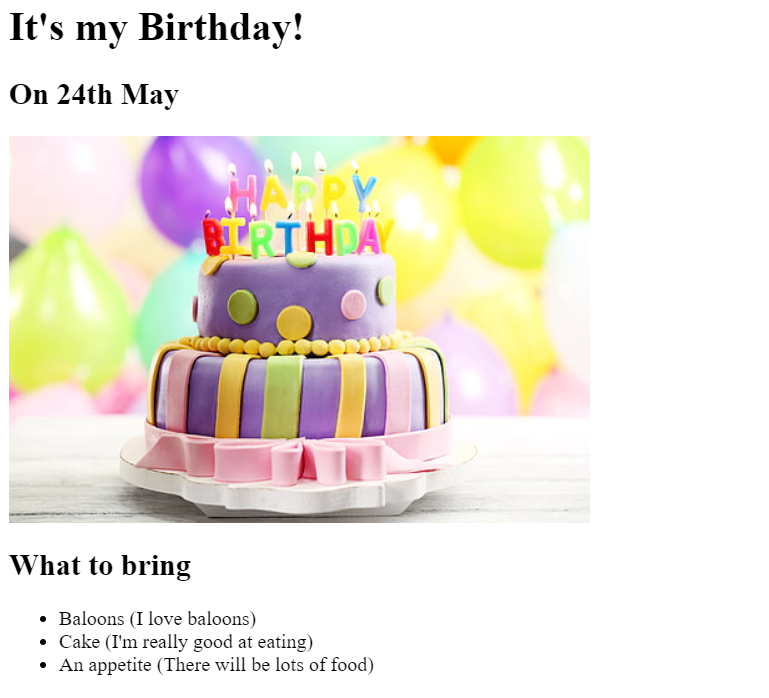 It's my Birthday!
On 24th May
HAPPY
BIRTHDAY
What to bring
Baloons (I love baloons)
Cake (I'm really good at eating)
An appetite (There will be lots of food)